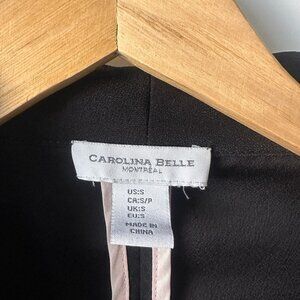 CAROLINA BELLE
MONTRÉAL
US:S
CA:S/P
UK:S
EU:S
MADE IN
CHINA